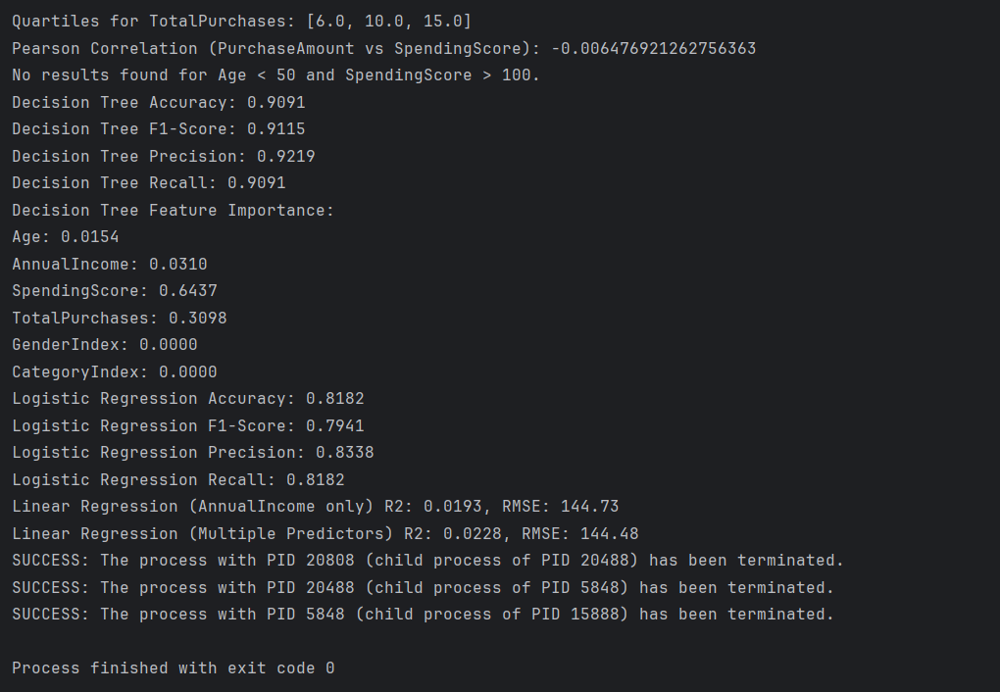 Quartiles for TotalPurchases: [6.0, 10.0, 15.0]
Pearson Correlation (PurchaseAmount vs SpendingScore): -0.006476921262756363
No results found for Age < 50 and SpendingScore > 100.
Decision Tree Accuracy: 0.9091
Decision Tree F1-Score: 0.9115
Decision Tree Precision: 0.9219
Decision Tree Recall: 0.9091
Decision Tree Feature Importance:
Age: 0.0154
AnnualIncome: 0.0310
SpendingScore: 0.6437
TotalPurchases: 0.3098
GenderIndex: 0.0000
CategoryIndex: 0.0000
Logistic Regression Accuracy: 0.8182
Logistic Regression F1-Score: 0.7941
Logistic Regression Precision: 0.8338
Logistic Regression Recall: 0.8182
Linear Regression (AnnualIncome only) R2: 0.0193, RMSE: 144.73
Linear Regression (Multiple Predictors) R2: 0.0228, RMSE: 144.48
SUCCESS: The process with PID 20808 (child process of PID 20488) has been terminated.
SUCCESS: The process with PID 20488 (child process of PID 5848) has been terminated.
SUCCESS: The process with PID 5848 (child process of PID 15888) has been terminated.
Process finished with exit code 0